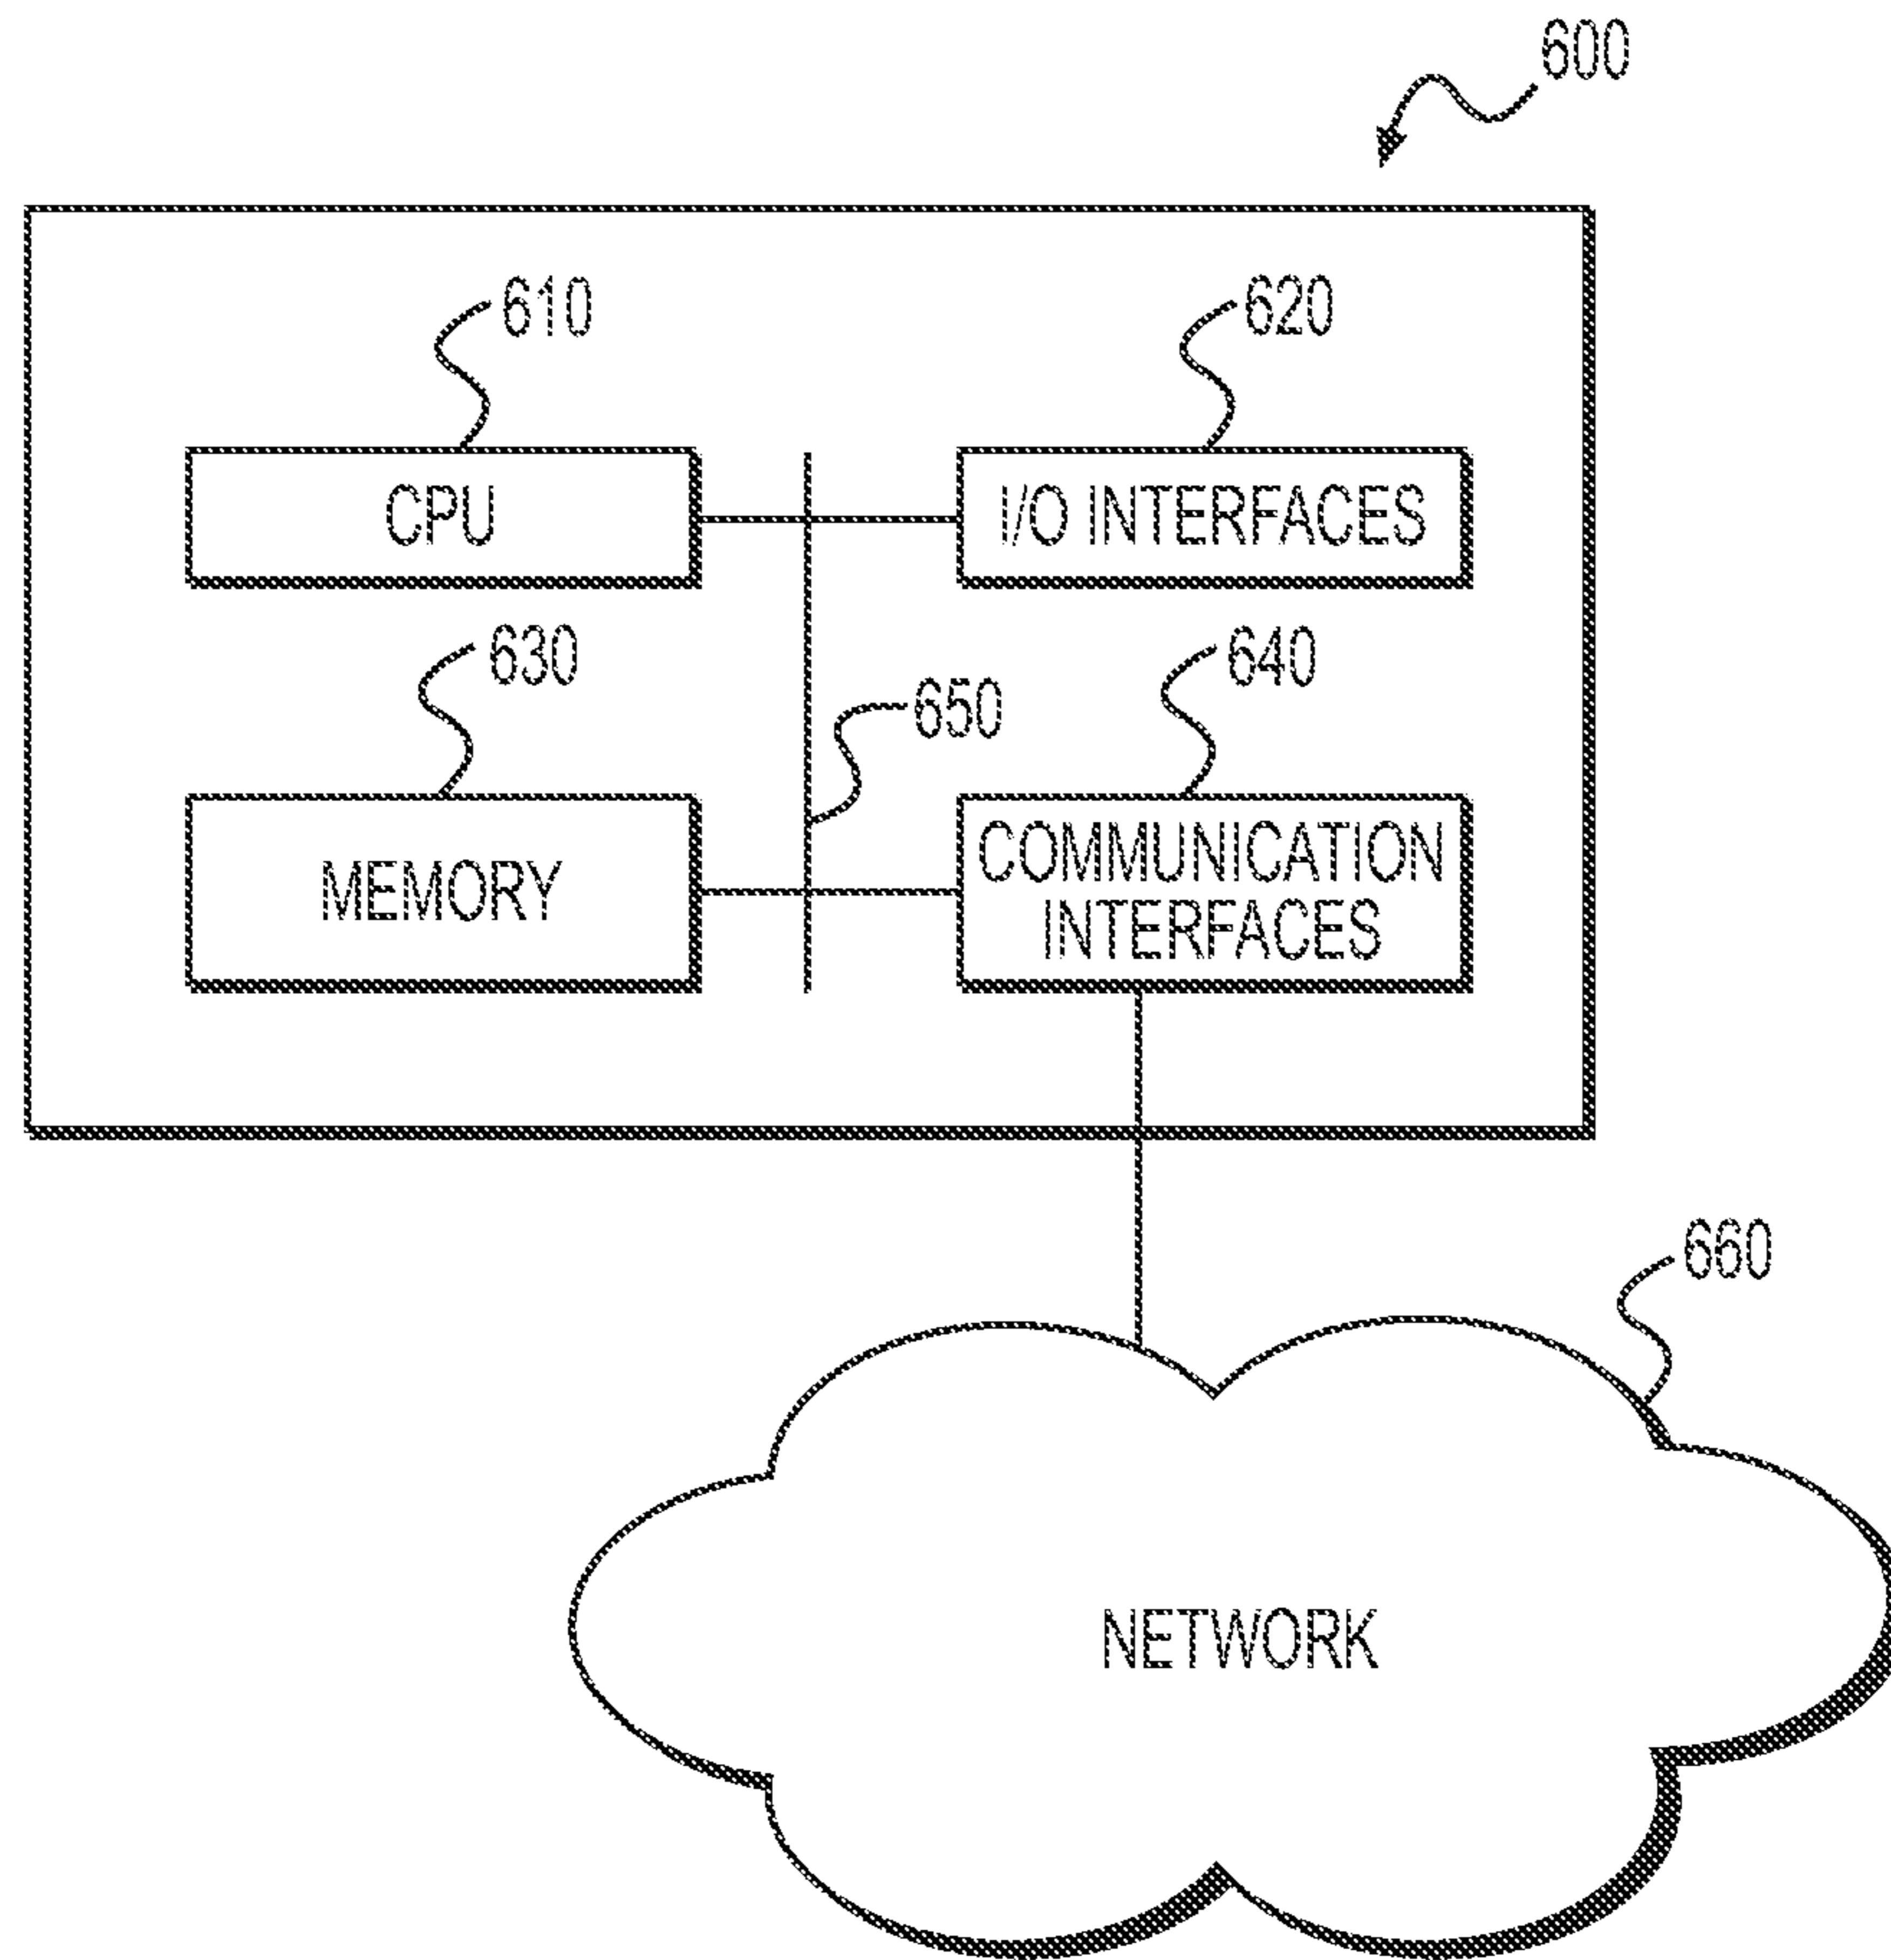 600
610
620
CPU
I/O INTERFACES
630
640
650
MEMORY
COMMUNICATION
INTERFACES
660
NETWORK